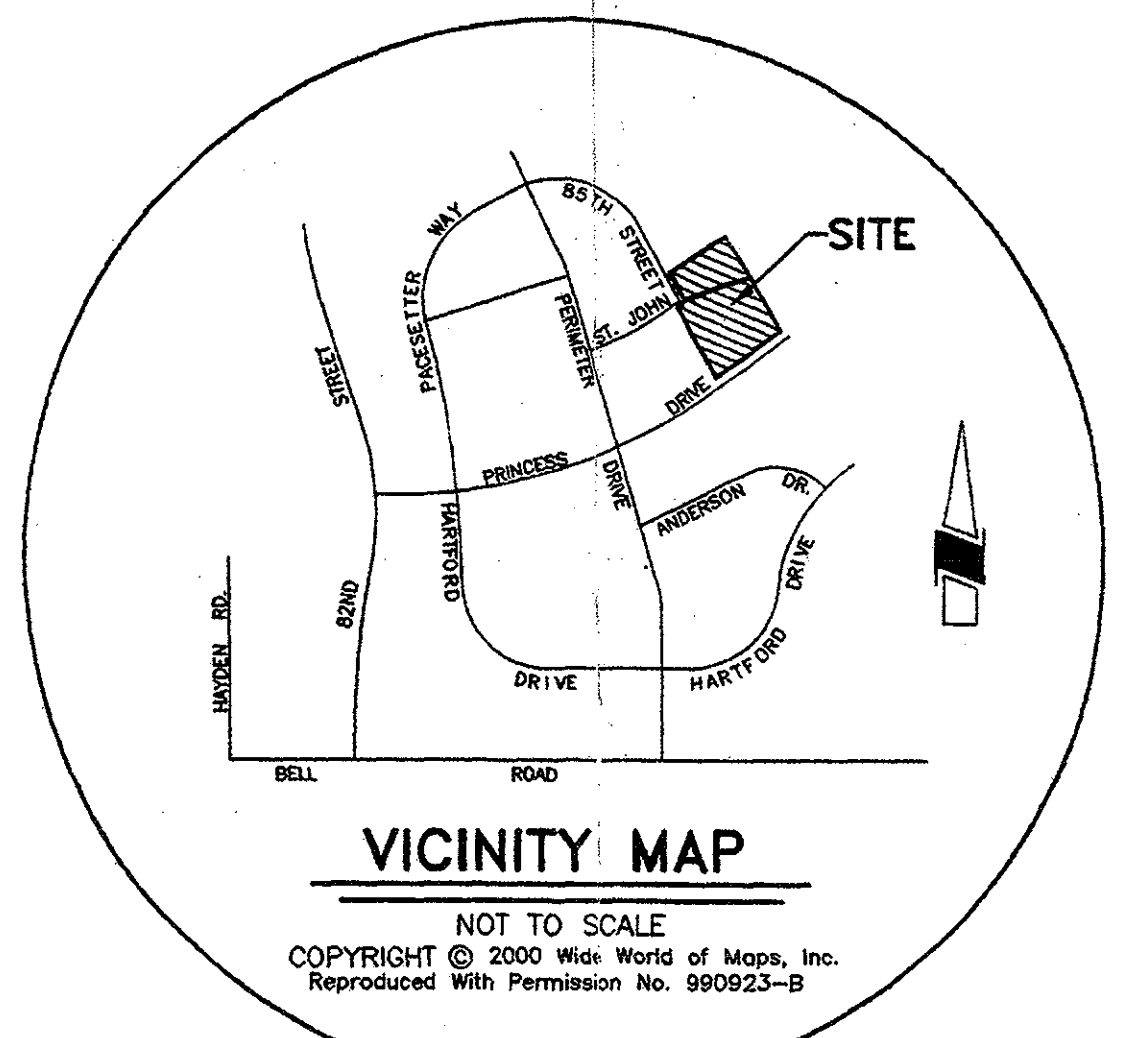 85TH STREET
PACESETTER WAY
SITE
ST. JOHN
PERIMETER DRIVE
82ND STREET
PRINCESS DRIVE
HARTFORD DRIVE
ANDERSON DR.
HARTFORD DRIVE
HAYDEN RD.
BELL ROAD
VICINITY MAP
NOT TO SCALE
COPYRIGHT © 2000 Wide World of Maps, Inc.
Reproduced With Permission No. 990923-B